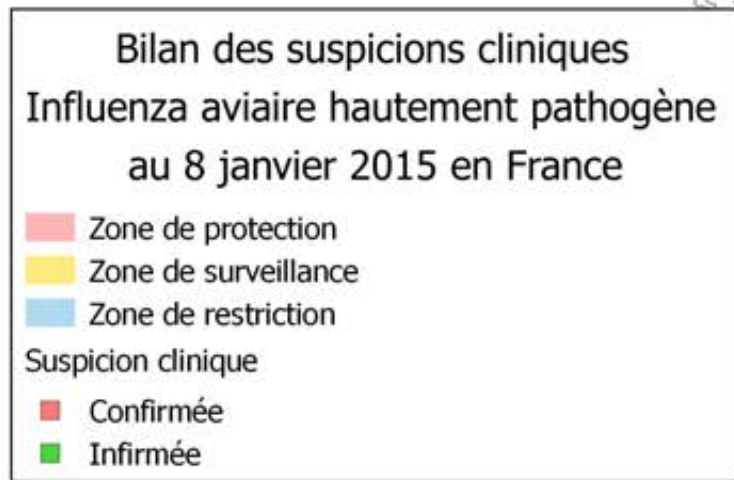 Bilan des suspicions cliniques
Influenza aviaire hautement pathogène
au 8 janvier 2015 en France
Zone de protection
Zone de surveillance
Zone de restriction
Suspicion clinique
Confirmée
Infirmée